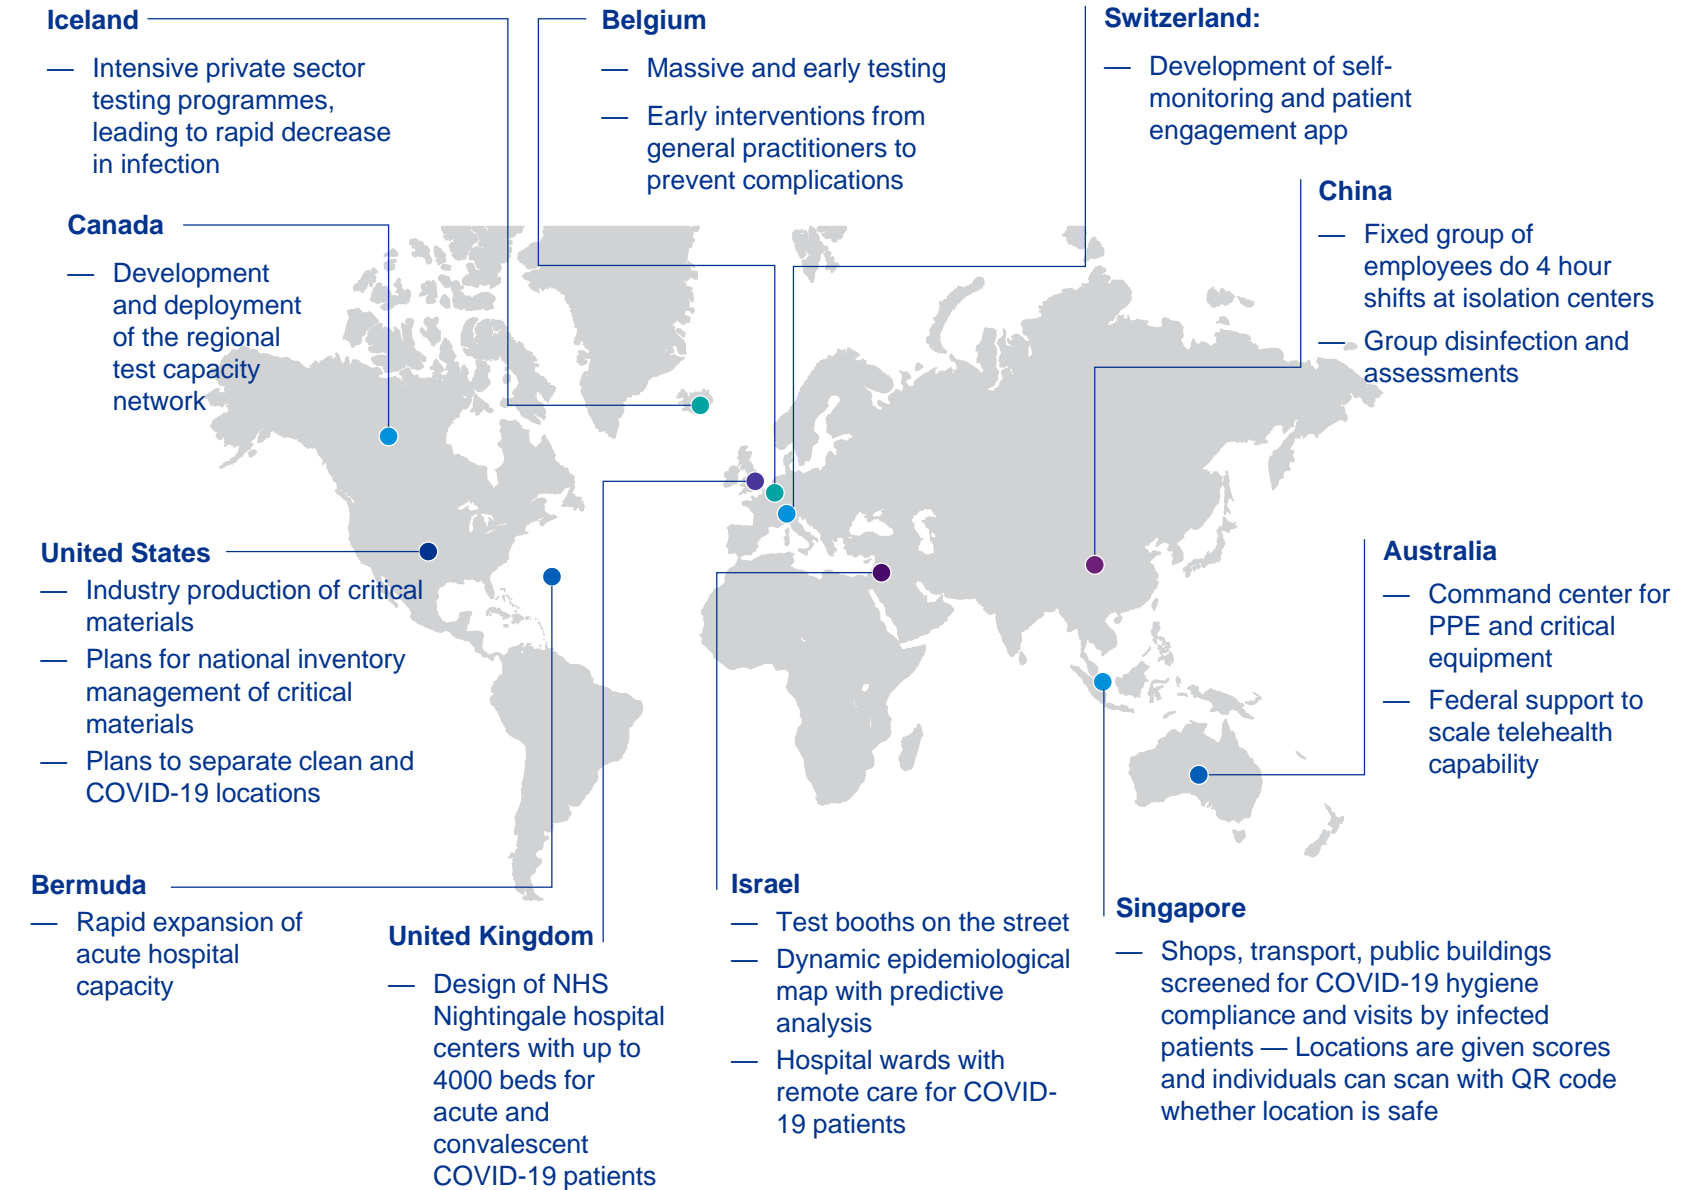 Iceland
— Intensive private sector
testing programmes,
leading to rapid decrease
in infection
Belgium
— Massive and early testing
— Early interventions from
general practitioners to
prevent complications
Switzerland:
— Development of self-
monitoring and patient
engagement app
China
— Fixed group of
employees do 4 hour
shifts at isolation centers
— Group disinfection and
assessments
Canada
— Development
and deployment
of the regional
test capacity
network
United States
— Industry production of critical
materials
— Plans for national inventory
management of critical
materials
— Plans to separate clean and
COVID-19 locations
Australia
— Command center for
PPE and critical
equipment
— Federal support to
scale telehealth
capability
Bermuda
— Rapid expansion of
acute hospital
capacity
United Kingdom
— Design of NHS
Nightingale hospital
centers with up to
4000 beds for
acute and
convalescent
COVID-19 patients
Israel
— Test booths on the street
— Dynamic epidemiological
map with predictive
analysis
— Hospital wards with
remote care for COVID-
19 patients
Singapore
— Shops, transport, public buildings
screened for COVID-19 hygiene
compliance and visits by infected
patients — Locations are given scores
and individuals can scan with QR code
whether location is safe